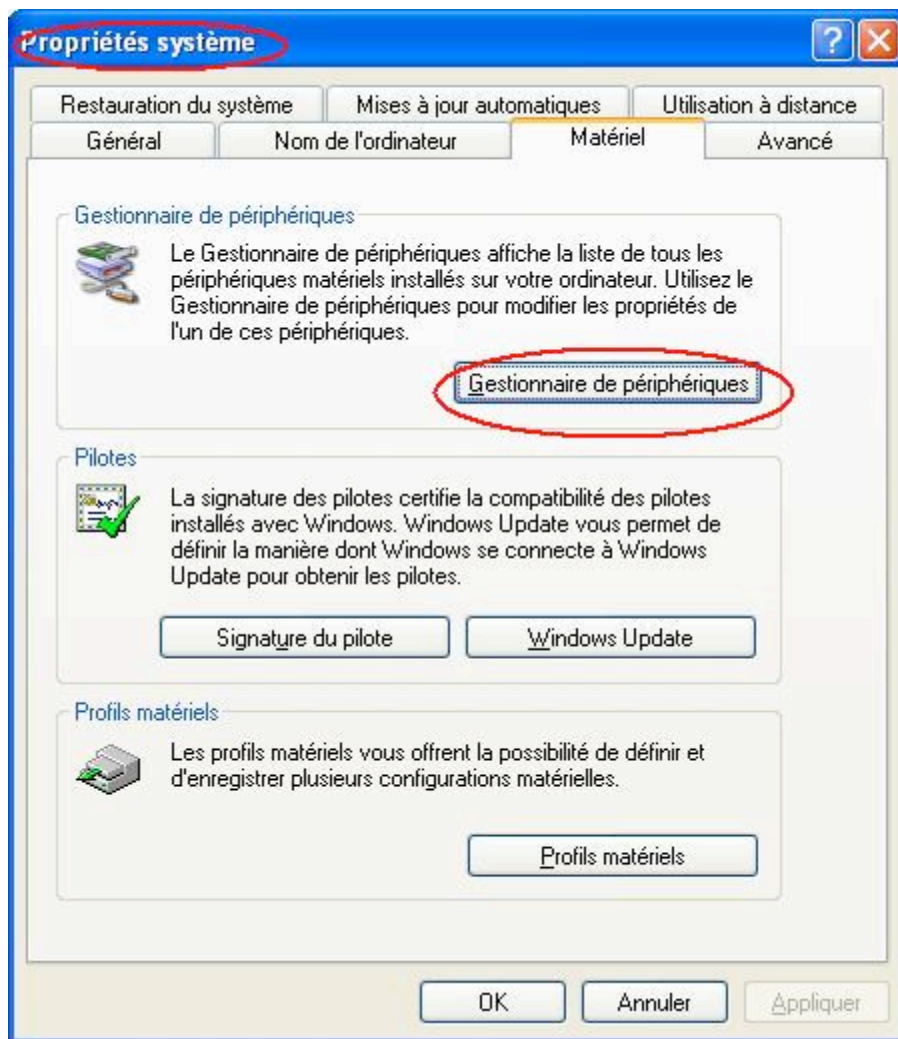 Propriétés système
Restauration du système Mises à jour automatiques Utilisation à distance
Général Nom de l'ordinateur Matériel Avancé
Gestionnaire de périphériques
Le Gestionnaire de périphériques affiche la liste de tous les
périphériques matériels installés sur votre ordinateur. Utilisez le
Gestionnaire de périphériques pour modifier les propriétés de
l'un de ces périphériques.
Gestionnaire de périphériques
Pilotes
La signature des pilotes certifie la compatibilité des pilotes
installés avec Windows. Windows Update vous permet de
définir la manière dont Windows se connecte à Windows
Update pour obtenir les pilotes.
Signature du pilote Windows Update
Profils matériels
Les profils matériels vous offrent la possibilité de définir et
d'enregistrer plusieurs configurations matérielles.
Profils matériels
OK Annuler Appliquer